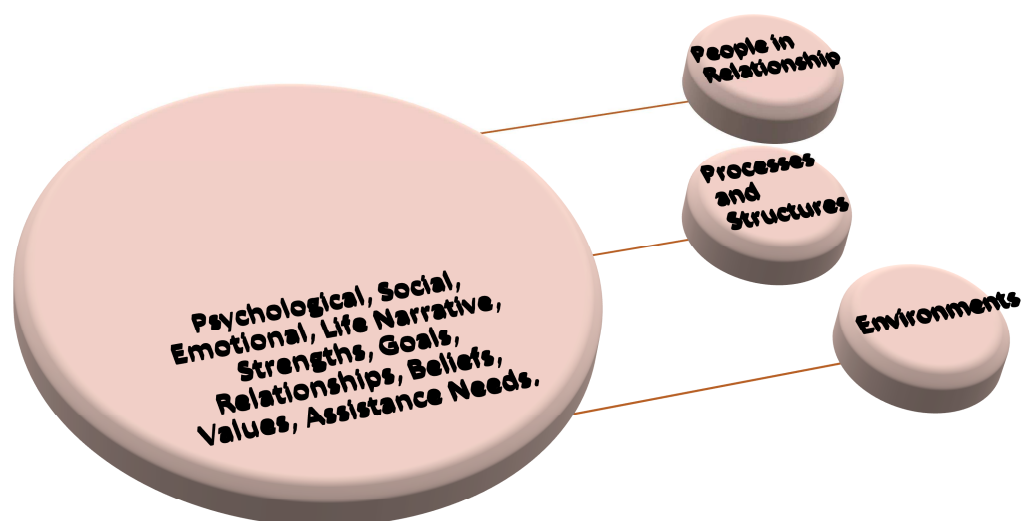 People in
Relationship
Processes
and
Structures
Environments
Psychological, Social,
Emotional, Life Narrative,
Strengths, Goals,
Relationships, Beliefs,
Values, Assistance Needs.